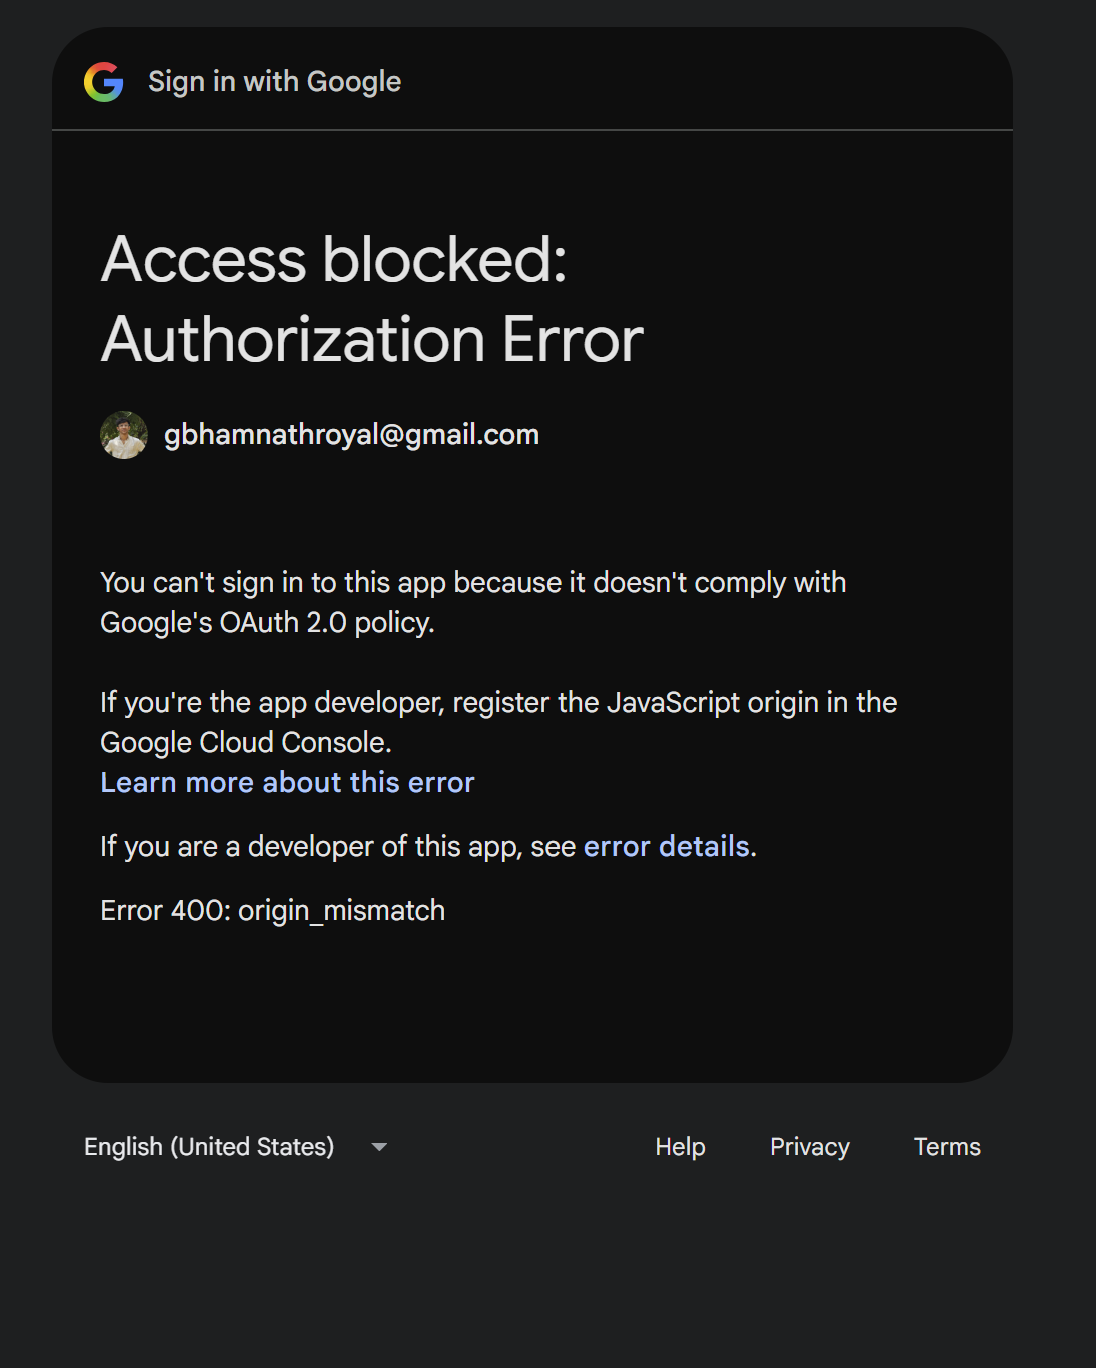 Sign in with Google
Access blocked:
Authorization Error
gbhamnathroyal@gmail.com
You can't sign in to this app because it doesn't comply with
Google's OAuth 2.0 policy.
If you're the app developer, register the JavaScript origin in the
Google Cloud Console.
Learn more about this error
If you are a developer of this app, see error details.
Error 400: origin_mismatch
English (United States)
Help Privacy Terms